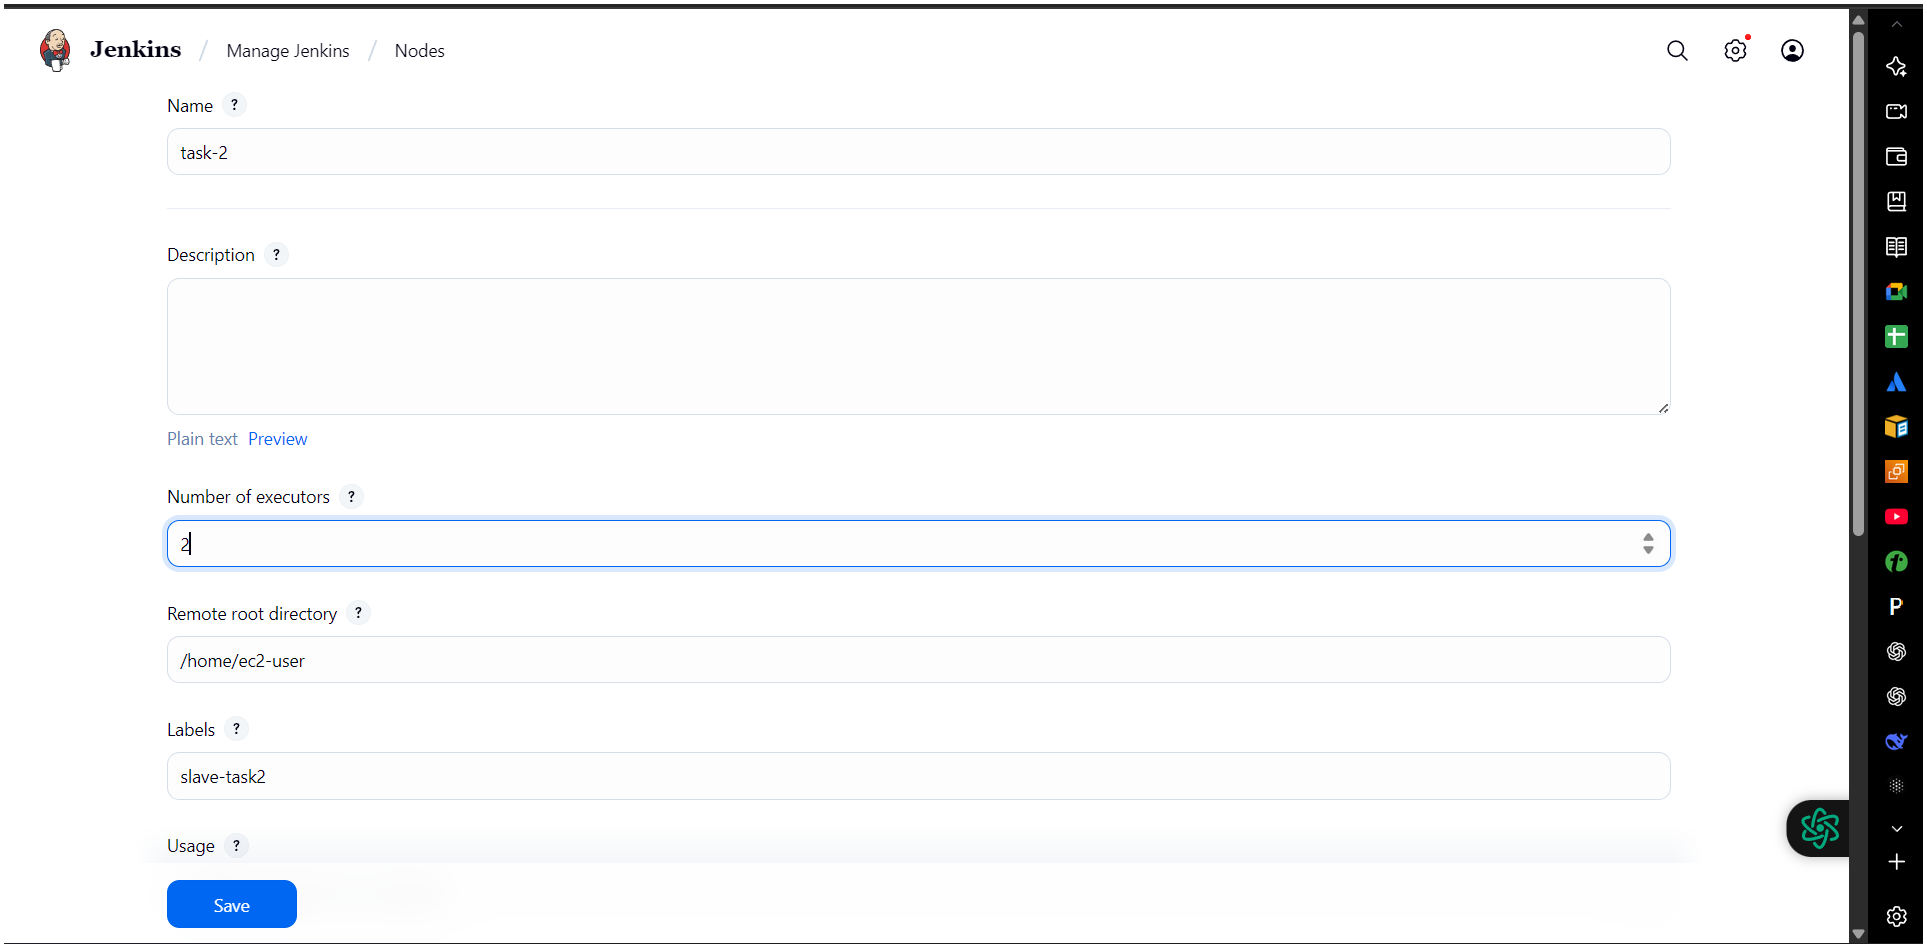 Jenkins / Manage Jenkins / Nodes
Name ?
task-2
Description ?
Plain text Preview
Number of executors ?
2
Remote root directory ?
/home/ec2-user
Labels ?
slave-task2
Usage ?
Save